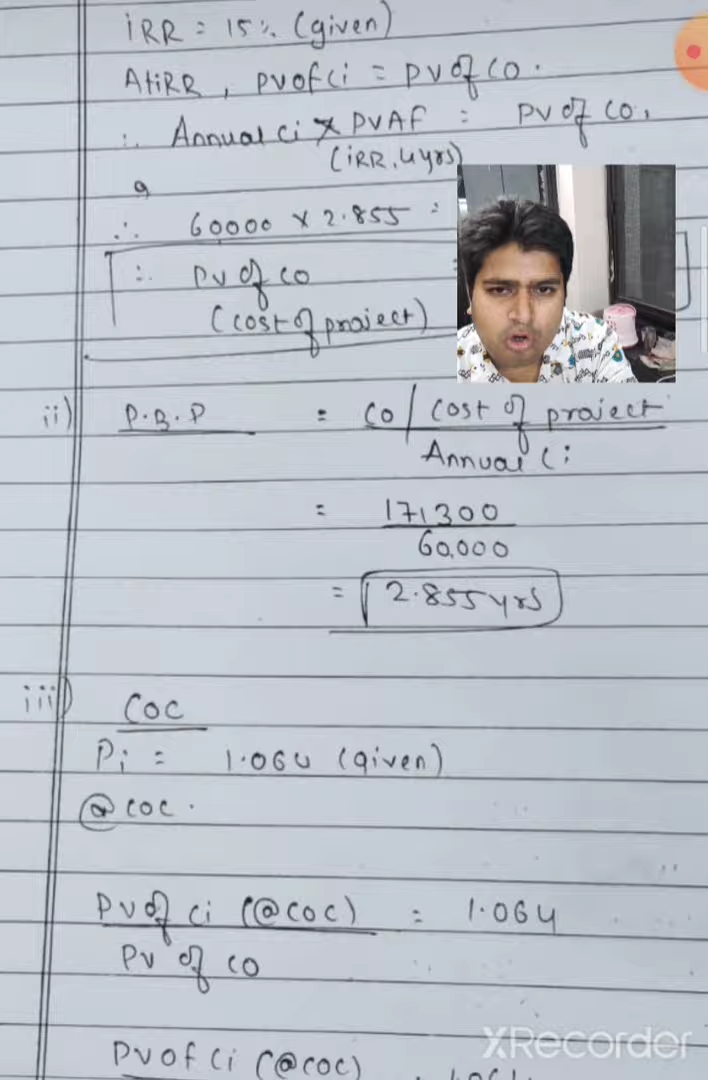 iRR = 15% (given)
At iRR, PV of Ci = PV of CO.
∴ Annual Ci x PVAF = PV of CO.
(iRR, 4yrs)
∴ 60000 x 2.855 =
∴ PV of CO =
(Cost of project)
ii) P.B.P = CO / Cost of project
Annual Ci
= 171300
60,000
= 2.855 yrs
iii) COC
Pi = 1.064 (given)
@ COC.
PV of Ci (@COC) = 1.064
PV of CO
PV of Ci (@COC)
XRecorder